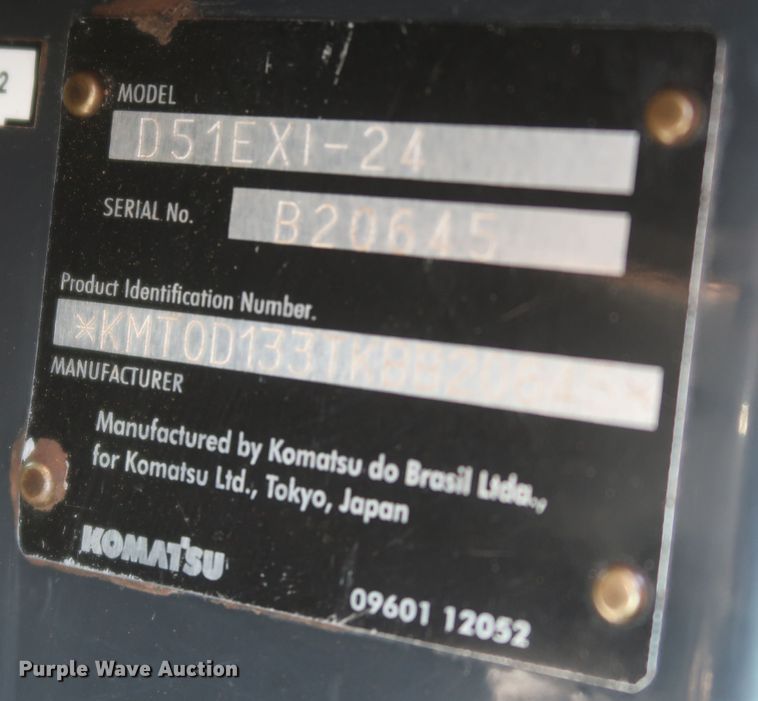 2
MODEL
D51EXI-24
SERIAL No.
B20645
Product Identification Number.
MANUFACTURER
Manufactured by Komatsu do Brasil Ltda.,
for Komatsu Ltd., Tokyo, Japan
KOMATSU
09601 12052
Purple Wave Auction